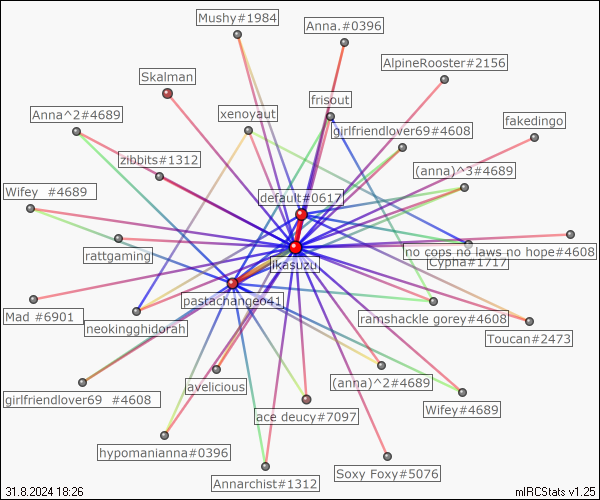 Mushy#1984
Anna.#0396
AlpineRooster#2156
Skalman
frisout
Anna^2#4689
xenoyaut
girlfriendlover69#4608
fakedingo
zibbits#1312
(anna)^3#4689
Wifey #4689
default#0617
rattgaming
no cops no laws no hope#4608
Cypha#1717
likasuzu
pastachangeo41
Mad #6901
neokingghidorah
ramshackle gorey#4608
Toucan#2473
girlfriendlover69 #4608
avelicious
(anna)^2#4689
ace deucy#7097
Wifey#4689
hypomanianna#0396
Annarchist#1312
Soxy Foxy#5076
31.8.2024 18:26
mIRCStats v1.25